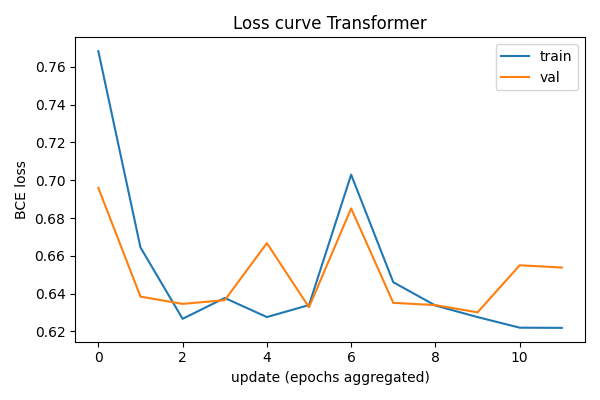 Loss curve Transformer
train
val
0.76
0.74
0.72
0.70
0.68
0.66
0.64
0.62
BCE loss
0 2 4 6 8 10
update (epochs aggregated)